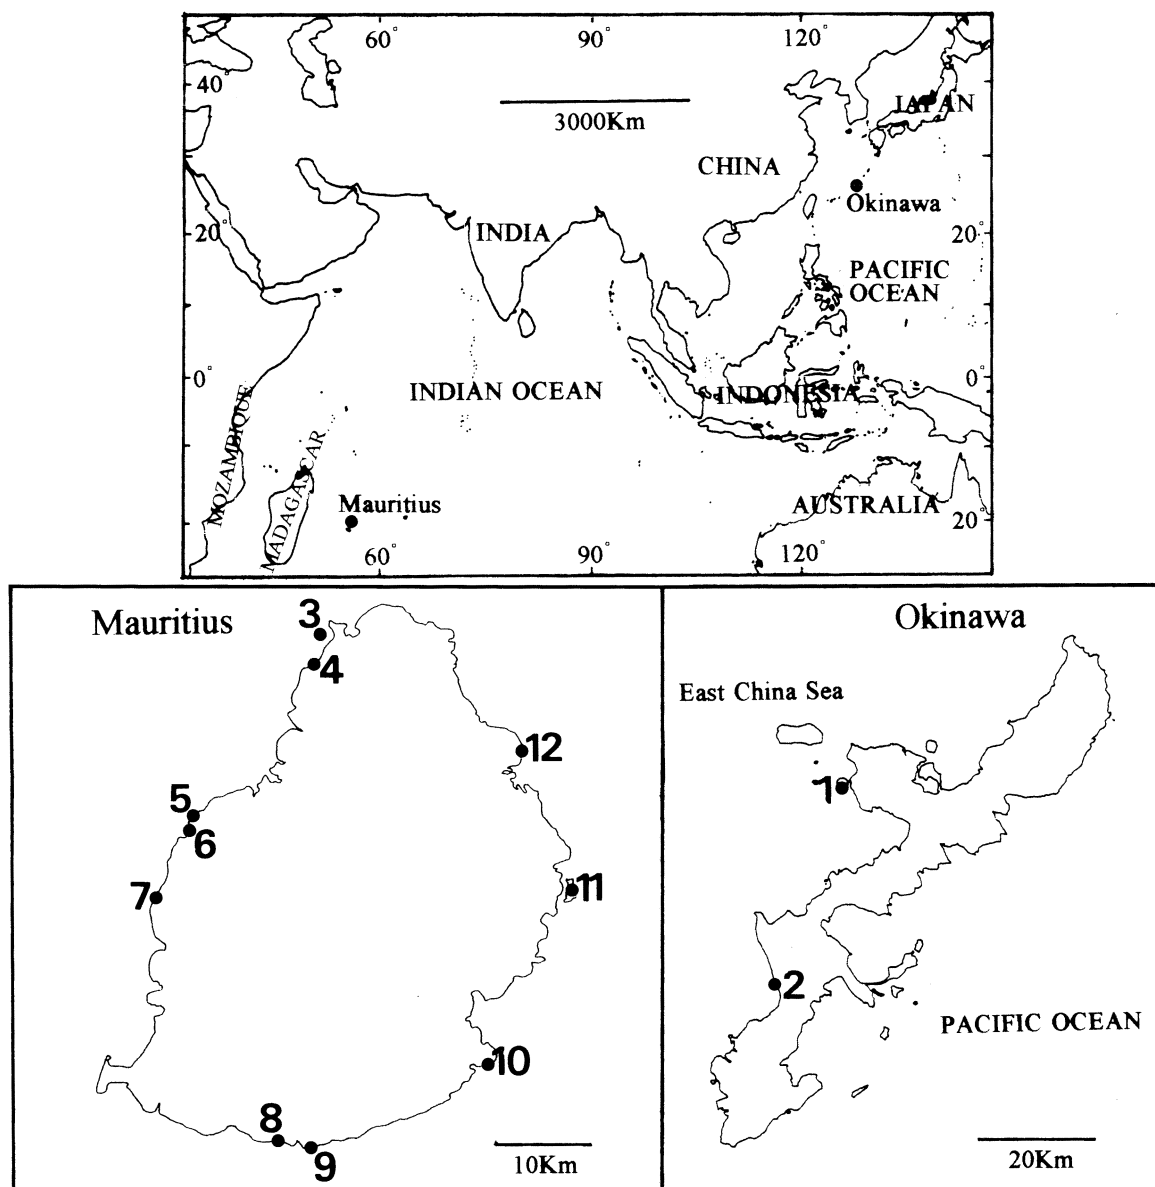 60°
90°
120°
40°
3000Km
JAPAN
CHINA
Okinawa
20°
INDIA
20°
PACIFIC
OCEAN
0°
INDIAN OCEAN
INDONESIA
0°
MOZAMBIQUE
MADAGASCAR
Mauritius
AUSTRALIA
20°
60°
90°
120°
Mauritius
3
4
12
5
6
7
11
10
8
9
10Km
Okinawa
East China Sea
1
2
PACIFIC OCEAN
20Km